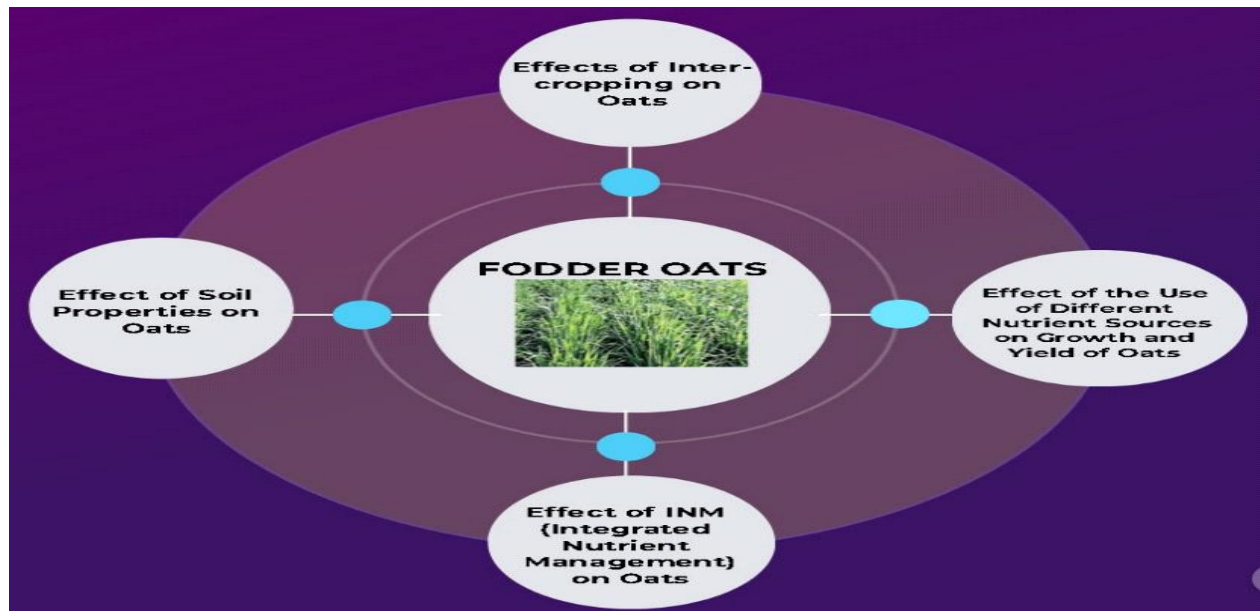 Effects of Inter-
cropping on
Oats
FODDER OATS
Effect of Soil
Properties on
Oats
Effect of the Use
of Different
Nutrient Sources
on Growth and
Yield of Oats
Effect of INM
{Integrated
Nutrient
Management}
on Oats